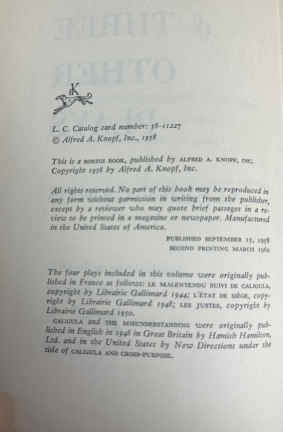 & THREE
OTHER
K
L. C. Catalog card number: 58-11227
© Alfred A. Knopf, Inc., 1958
This is a BORZOI BOOK, published by ALFRED A. KNOPF, INC.
Copyright 1958 by Alfred A. Knopf, Inc.
All rights reserved. No part of this book may be reproduced in
any form without permission in writing from the publisher,
except by a reviewer who may quote brief passages in a re-
view to be printed in a magazine or newspaper. Manufactured
in the United States of America.
PUBLISHED SEPTEMBER 15, 1958
SECOND PRINTING MARCH
The four plays included in this volume were originally pub-
lished in France as follows: LE MALENTENDU SUIVI DE CALIGULA,
copyright by Librairie Gallimard 1944; L'ETAT DE SIEGE, copy-
right by Librairie Gallimard 1948; LES JUSTES, copyright by
Librairie Gallimard 1950.
CALIGULA and THE MISUNDERSTANDING were originally pub-
lished in English in 1948 in Great Britain by Hamish Hamilton,
Ltd. and in the United States by New Directions under the
title of CALIGULA AND CROSS-PURPOSE.